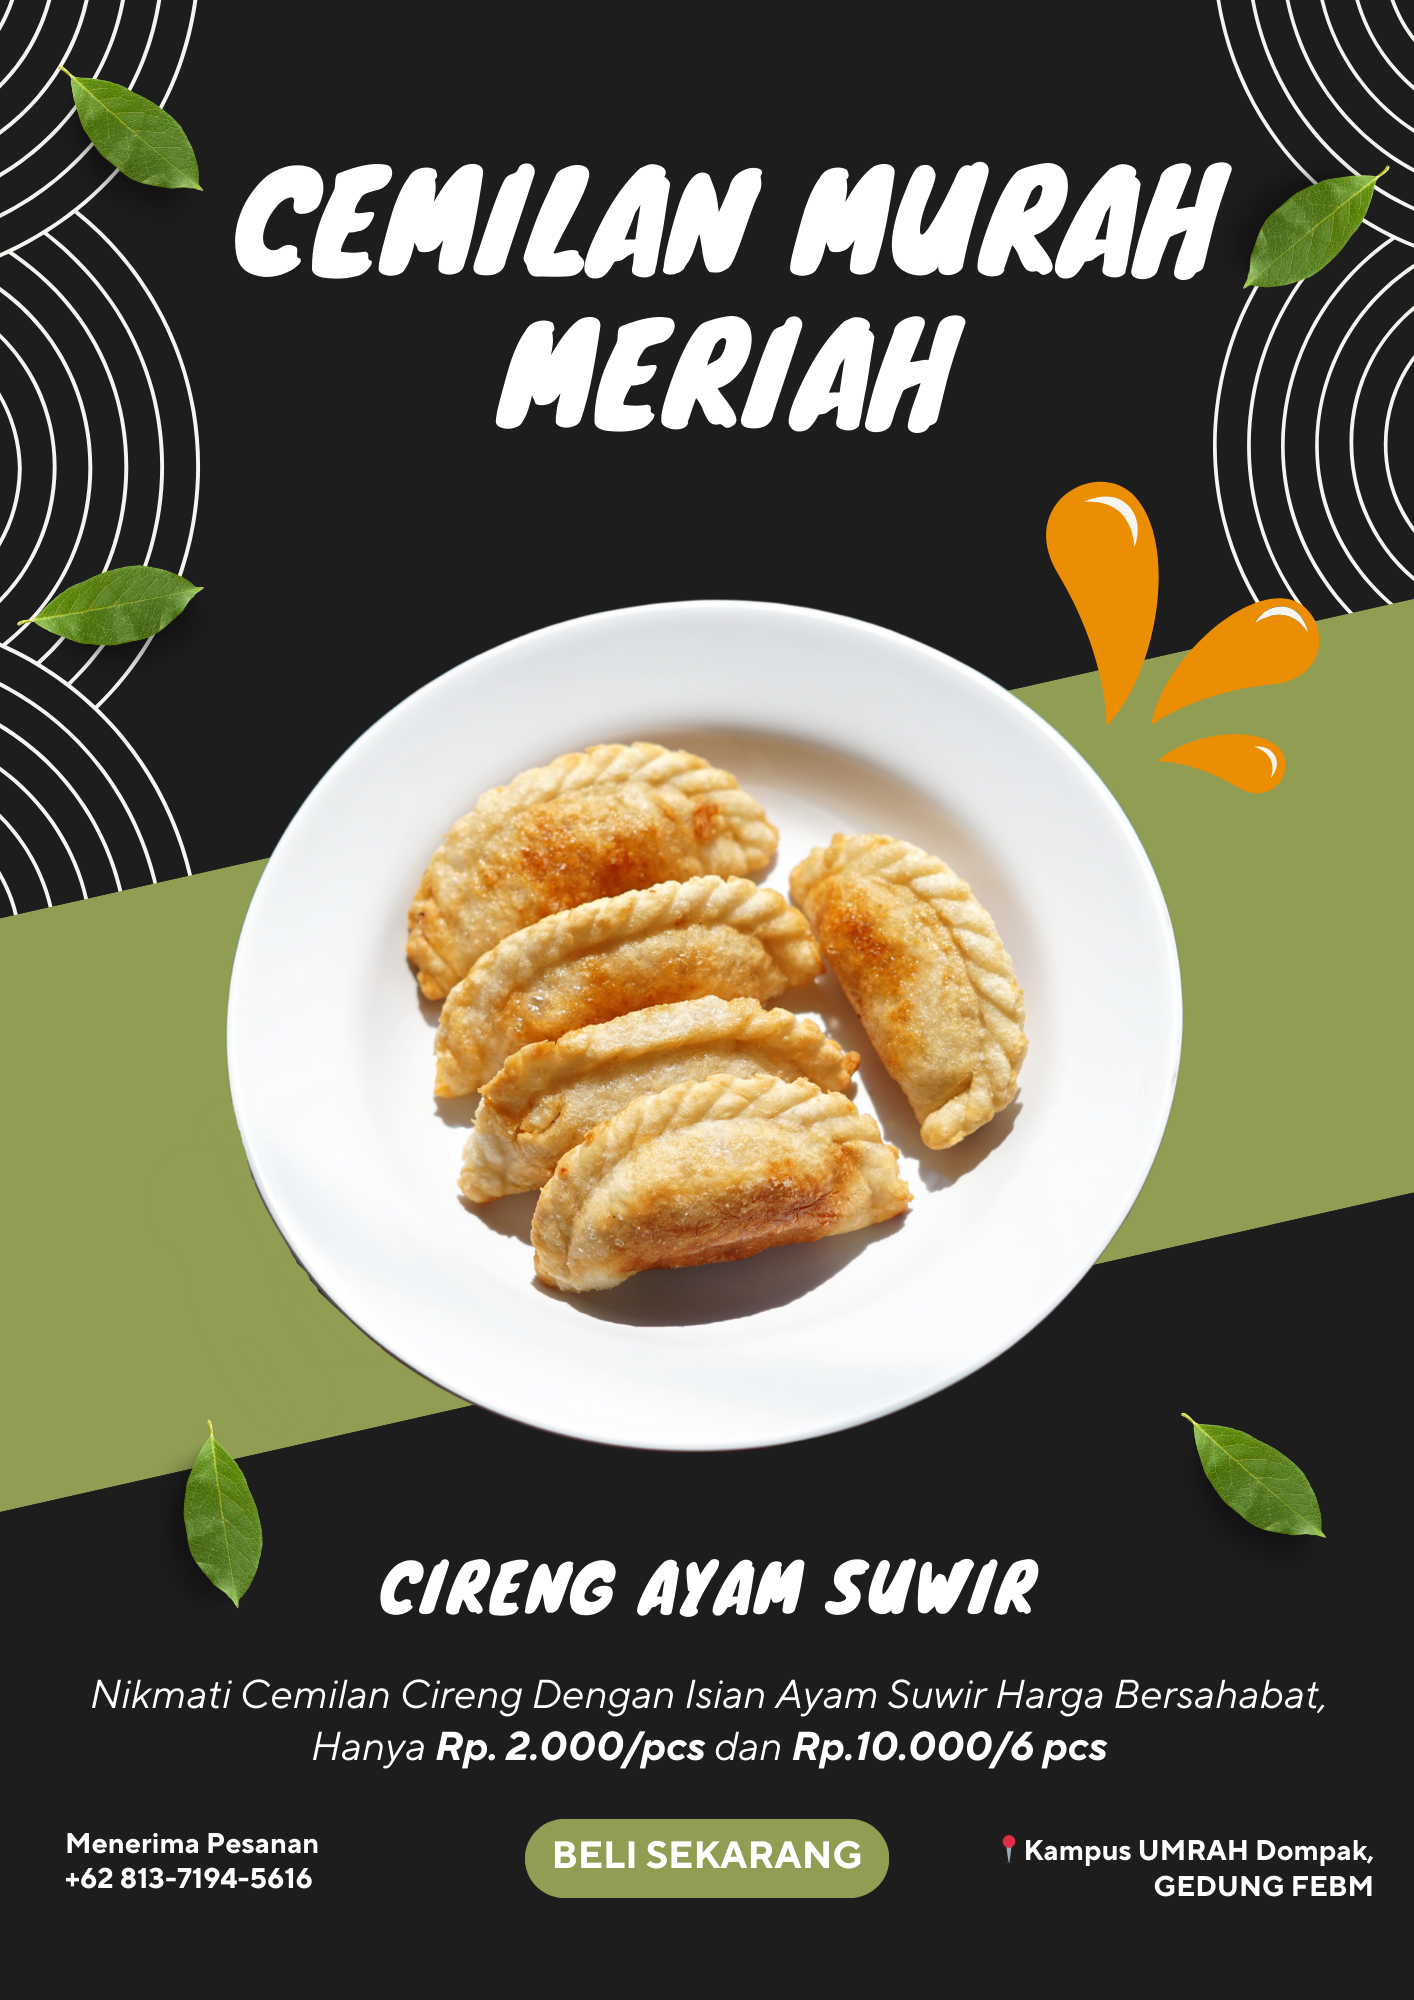 CEMILAN MURAH
MERIAH
CIRENG AYAM SUWIR
Nikmati Cemilan Cireng Dengan Isian Ayam Suwir Harga Bersahabat,
Hanya Rp. 2.000/pcs dan Rp.10.000/6 pcs
Menerima Pesanan
+62 813-7194-5616
BELI SEKARANG
📍Kampus UMRAH Dompak,
GEDUNG FEBM